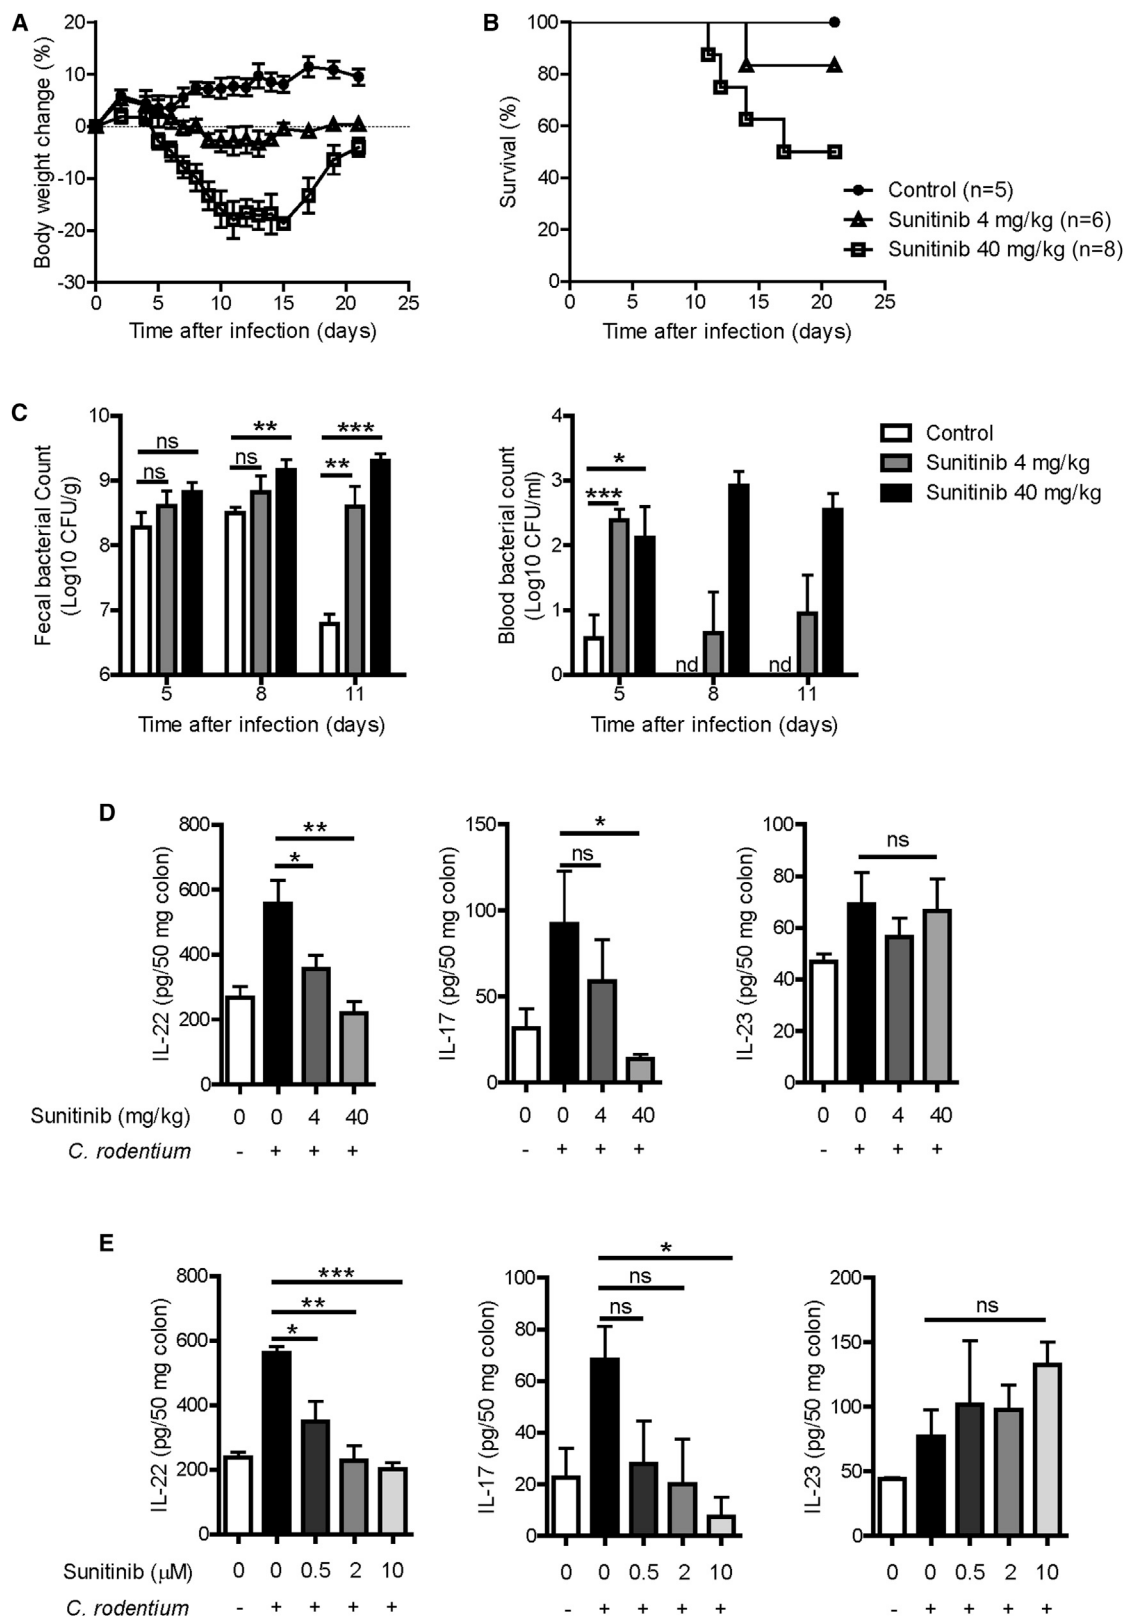 A
Body weight change (%)
20
10
0
-10
-20
-30
0 5 10 15 20 25
Time after infection (days)
B
Survival (%)
100
80
60
40
20
0
0 5 10 15 20 25
Time after infection (days)
Control (n=5)
Sunitinib 4 mg/kg (n=6)
Sunitinib 40 mg/kg (n=8)
C
Fecal bacterial Count
(Log10 CFU/g)
10
9
8
7
6
ns
ns
**
ns
***
**
5 8 11
Time after infection (days)
Blood bacterial count
(Log10 CFU/ml)
4
3
2
1
0
*
***
nd
nd
5 8 11
Time after infection (days)
Control
Sunitinib 4 mg/kg
Sunitinib 40 mg/kg
D
IL-22 (pg/50 mg colon)
800
600
400
200
0
**
*
IL-17 (pg/50 mg colon)
150
100
50
0
*
ns
IL-23 (pg/50 mg colon)
100
80
60
40
20
0
ns
Sunitinib (mg/kg) 0 0 4 40 0 0 4 40 0 0 4 40
C. rodentium - + + + - + + + - + + +
E
IL-22 (pg/50 mg colon)
800
600
400
200
0
***
**
*
IL-17 (pg/50 mg colon)
100
80
60
40
20
0
*
ns
ns
IL-23 (pg/50 mg colon)
200
150
100
50
0
ns
Sunitinib (μM) 0 0 0.5 2 10 0 0 0.5 2 10 0 0 0.5 2 10
C. rodentium - + + + + - + + + + - + + + +